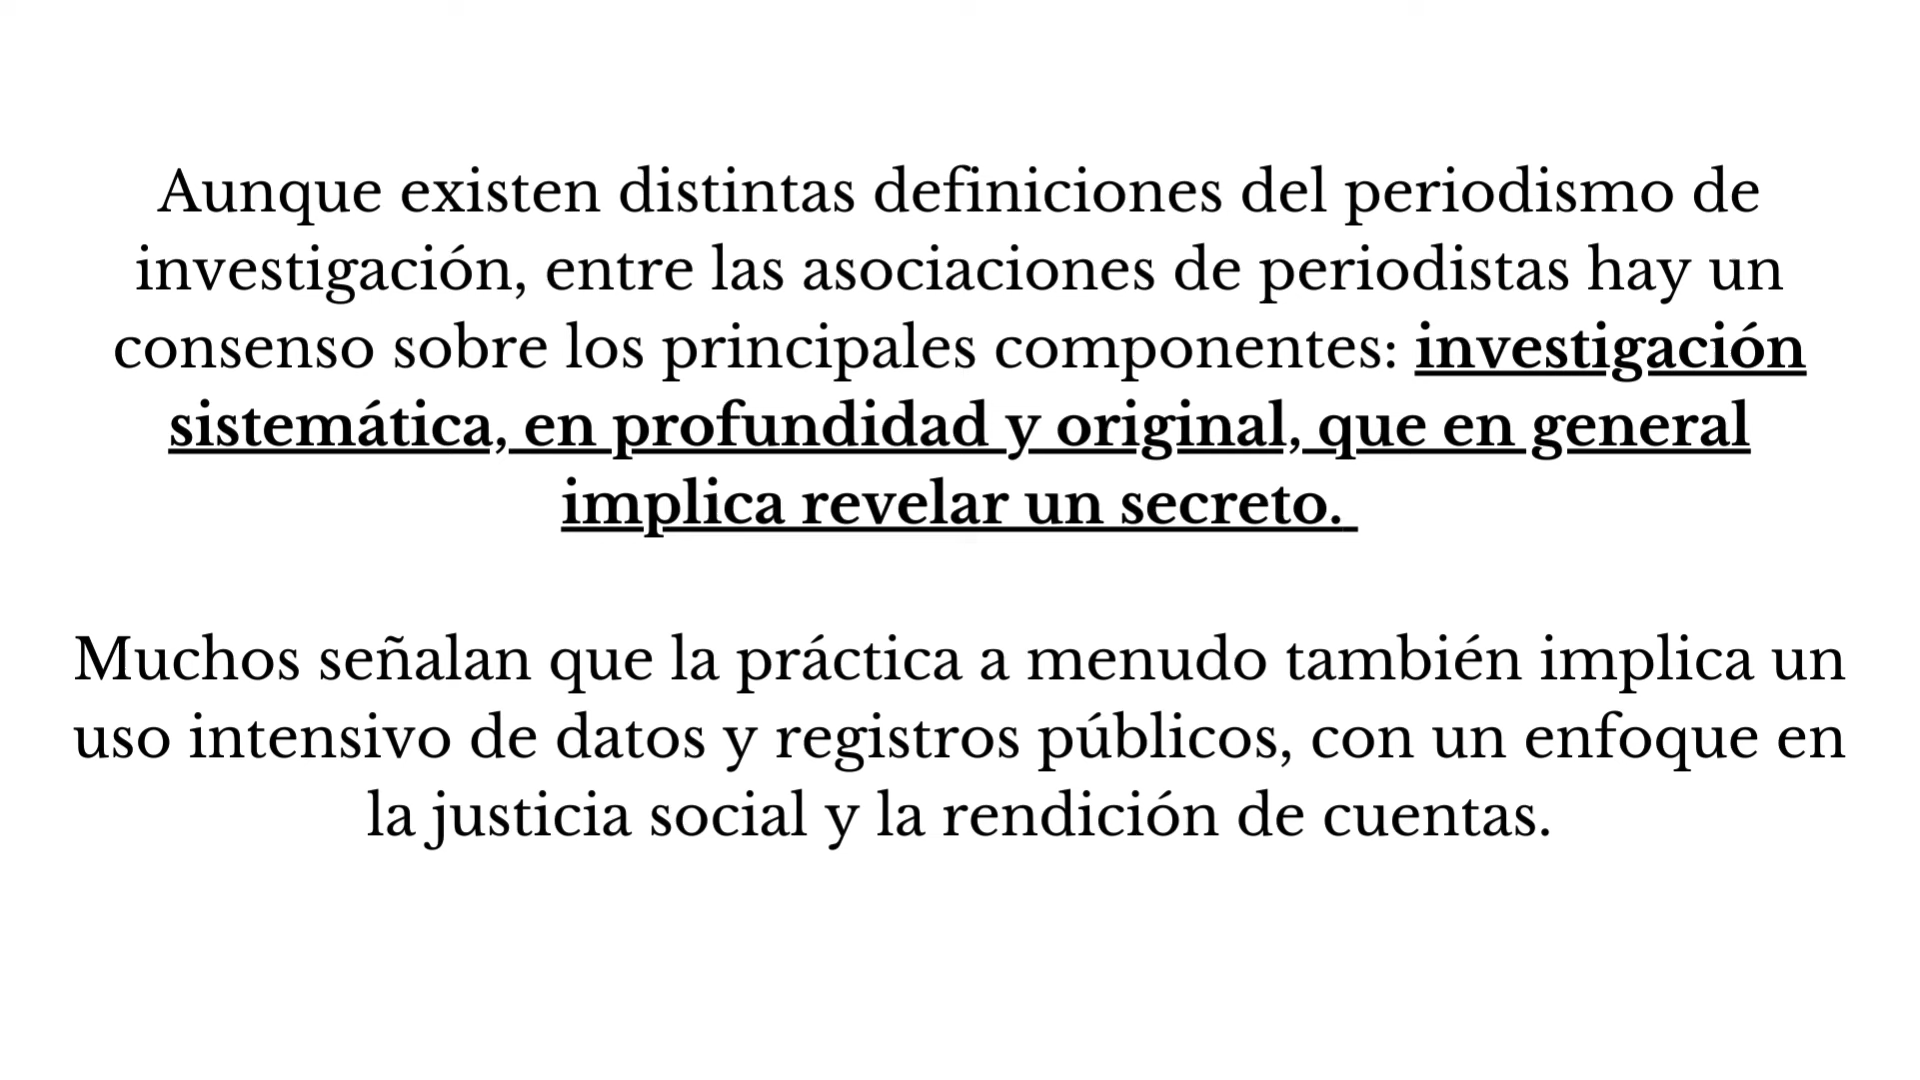 Aunque existen distintas definiciones del periodismo de
investigación, entre las asociaciones de periodistas hay un
consenso sobre los principales componentes: investigación
sistemática, en profundidad y original, que en general
implica revelar un secreto.
Muchos señalan que la práctica a menudo también implica un
uso intensivo de datos y registros públicos, con un enfoque en
la justicia social y la rendición de cuentas.